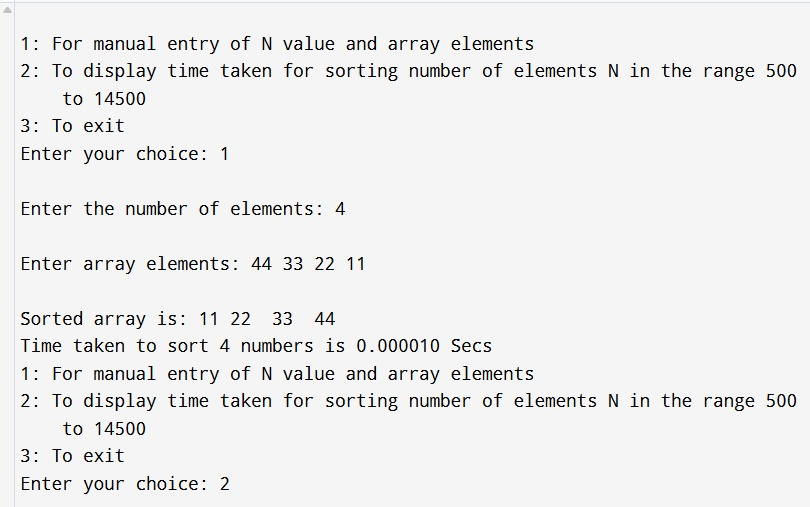 1: For manual entry of N value and array elements
2: To display time taken for sorting number of elements N in the range 500
to 14500
3: To exit
Enter your choice: 1
Enter the number of elements: 4
Enter array elements: 44 33 22 11
Sorted array is: 11 22  33  44
Time taken to sort 4 numbers is 0.000010 Secs
1: For manual entry of N value and array elements
2: To display time taken for sorting number of elements N in the range 500
to 14500
3: To exit
Enter your choice: 2